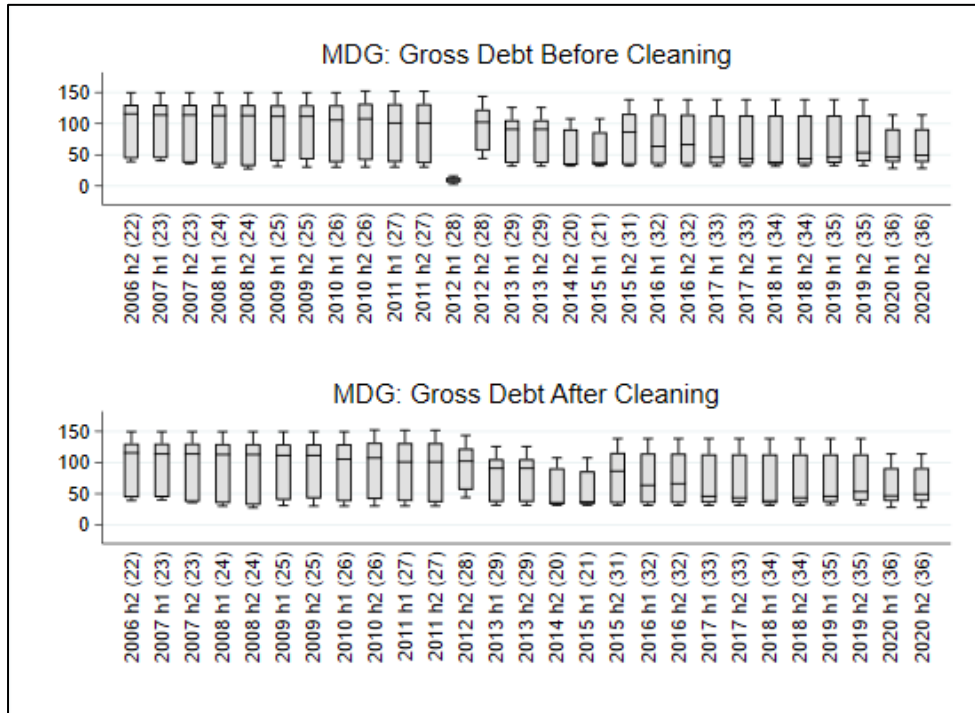 MDG: Gross Debt Before Cleaning
150
100
50
0
2006 h2 (22)
2007 h1 (23)
2007 h2 (23)
2008 h1 (24)
2008 h2 (24)
2009 h1 (25)
2009 h2 (25)
2010 h1 (26)
2010 h2 (26)
2011 h1 (27)
2011 h2 (27)
2012 h1 (28)
2012 h2 (28)
2013 h1 (29)
2013 h2 (29)
2014 h2 (20)
2015 h1 (21)
2015 h2 (31)
2016 h1 (32)
2016 h2 (32)
2017 h1 (33)
2017 h2 (33)
2018 h1 (34)
2018 h2 (34)
2019 h1 (35)
2019 h2 (35)
2020 h1 (36)
2020 h2 (36)
MDG: Gross Debt After Cleaning
150
100
50
0
2006 h2 (22)
2007 h1 (23)
2007 h2 (23)
2008 h1 (24)
2008 h2 (24)
2009 h1 (25)
2009 h2 (25)
2010 h1 (26)
2010 h2 (26)
2011 h1 (27)
2011 h2 (27)
2012 h2 (28)
2013 h1 (29)
2013 h2 (29)
2014 h2 (20)
2015 h1 (21)
2015 h2 (31)
2016 h1 (32)
2016 h2 (32)
2017 h1 (33)
2017 h2 (33)
2018 h1 (34)
2018 h2 (34)
2019 h1 (35)
2019 h2 (35)
2020 h1 (36)
2020 h2 (36)